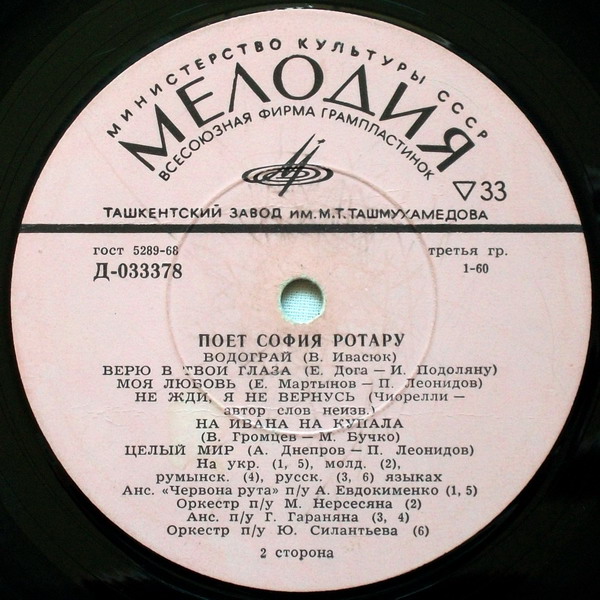 МИНИСТЕРСТВО КУЛЬТУРЫ СССР
МЕЛОДИЯ
ВСЕСОЮЗНАЯ ФИРМА ГРАМПЛАСТИНОК
33
ТАШКЕНТСКИЙ ЗАВОД ИМ. М.Т. ТАШМУХАМЕДОВА
гост 5289-68 третья гр.
Д-033378 1-60
ПОЕТ СОФИЯ РОТАРУ
ВОДОГРАЙ (В. Ивасюк)
ВЕРЮ В ТВОИ ГЛАЗА (Е. Дога — И. Подоляну)
МОЯ ЛЮБОВЬ (Е. Мартынов — П. Леонидов)
НЕ ЖДИ, Я НЕ ВЕРНУСЬ (Чиорелли —
автор слов неизв.)
НА ИВАНА НА КУПАЛА
(В. Громцев — М. Бучко)
ЦЕЛЫЙ МИР (А. Днепров — П. Леонидов)
На укр. (1, 5), молд. (2),
румынск. (4), русск. (3, 6) языках
Анс. «Червона рута» п/у А. Евдокименко (1, 5)
Оркестр п/у М. Нерсесяна (2)
Анс. п/у Г. Гараняна (3, 4)
Оркестр п/у Ю. Силантьева (6)
2 сторона